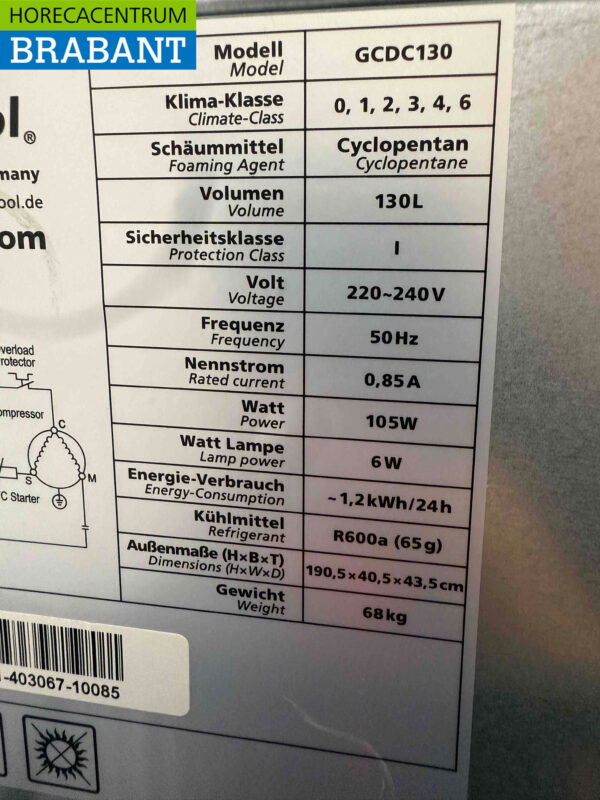 HORECACENTRUM
BRABANT
Modell GCDC130
Model
ol®
Klima-Klasse 0, 1, 2, 3, 4, 6
Climate-Class
Schäummittel Cyclopentan
Foaming Agent Cyclopentane
many
ool.de
Volumen 130L
Volume
om
Sicherheitsklasse I
Protection Class
Volt 220~240V
Voltage
Frequenz 50Hz
Frequency
verload
rotector
Nennstrom 0,85A
Rated current
ompressor
Watt 105W
Power
C
Watt Lampe 6W
Lamp power
S M
Energie-Verbrauch ~1,2kWh/24h
Energy-Consumption
C Starter
Kühlmittel R600a (65g)
Refrigerant
Außenmaße (H×B×T) 190,5×40,5×43,5cm
Dimensions (H×W×D)
Gewicht 68kg
Weight
-403067-10085